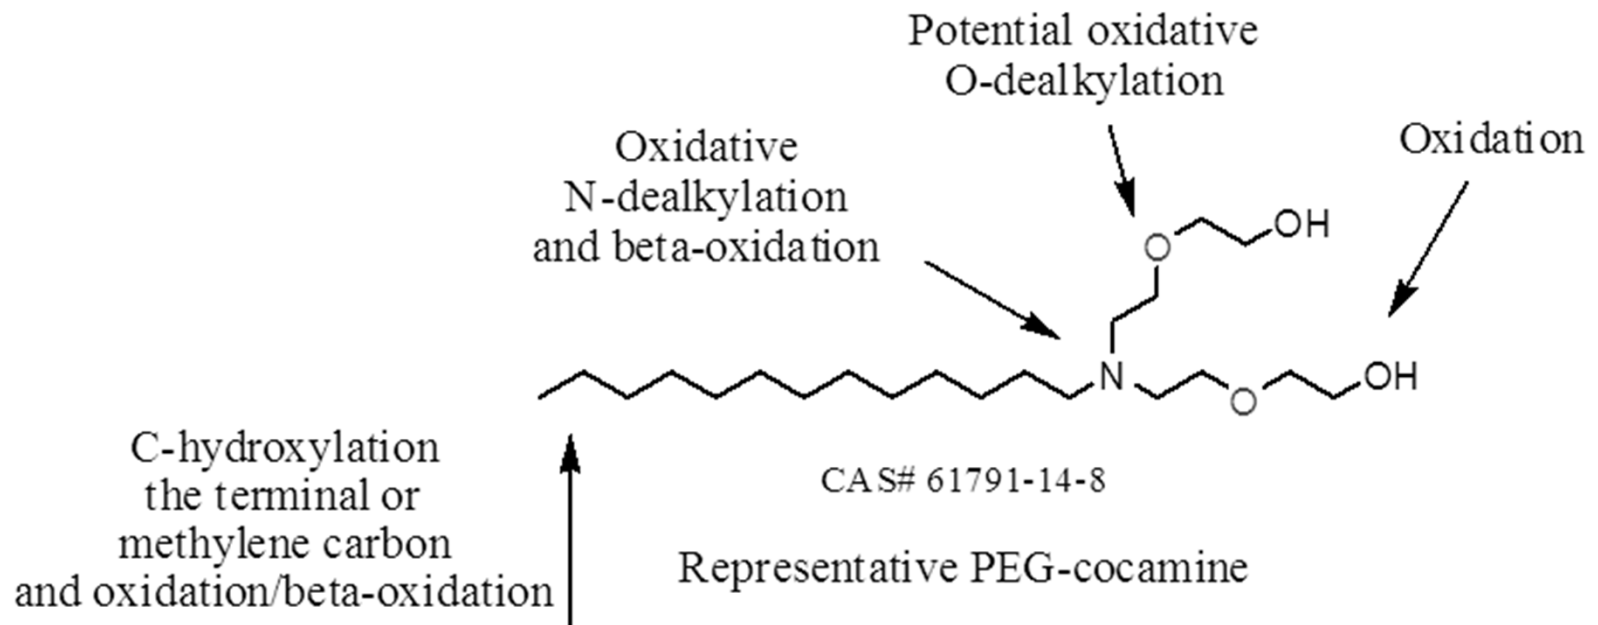 Potential oxidative
O-dealkylation
Oxidation
Oxidative
N-dealkylation
and beta-oxidation
O
OH
N
O
OH
C-hydroxylation
the terminal or
methylene carbon
and oxidation/beta-oxidation
CAS# 61791-14-8
Representative PEG-cocamine